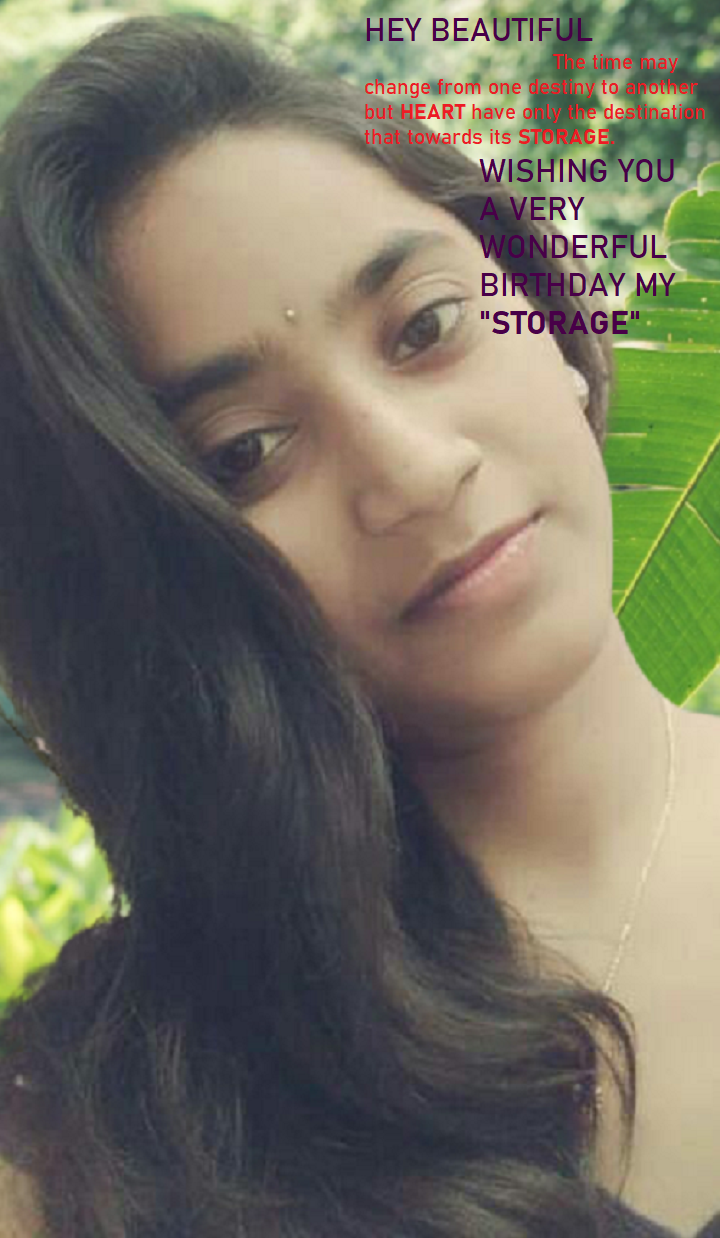 HEY BEAUTIFUL
The time may
change from one destiny to another
but HEART have only the destination
that towards its STORAGE.
WISHING YOU
A VERY
WONDERFUL
BIRTHDAY MY
"STORAGE"